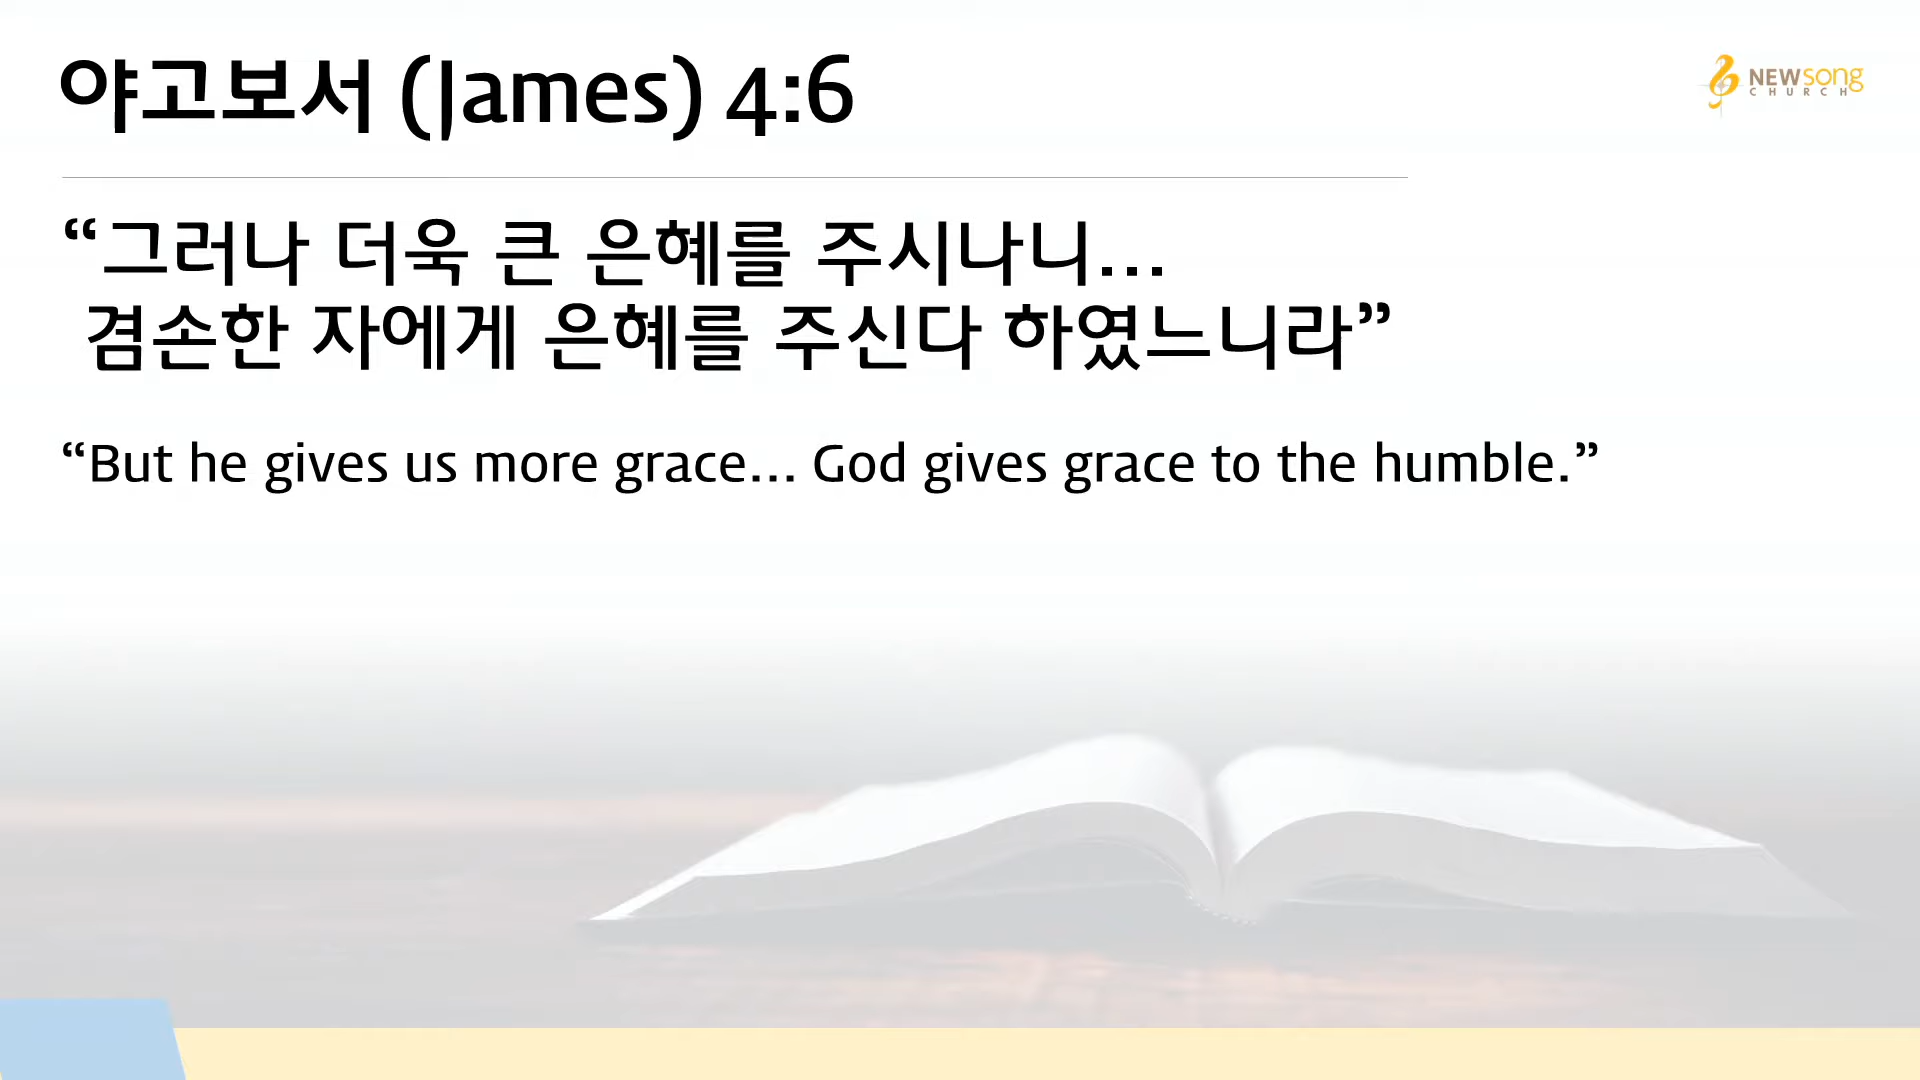 야고보서 (James) 4:6
NEWsong
CHURCH
“그러나 더욱 큰 은혜를 주시나니...
겸손한 자에게 은혜를 주신다 하였느니라”
“But he gives us more grace... God gives grace to the humble.”